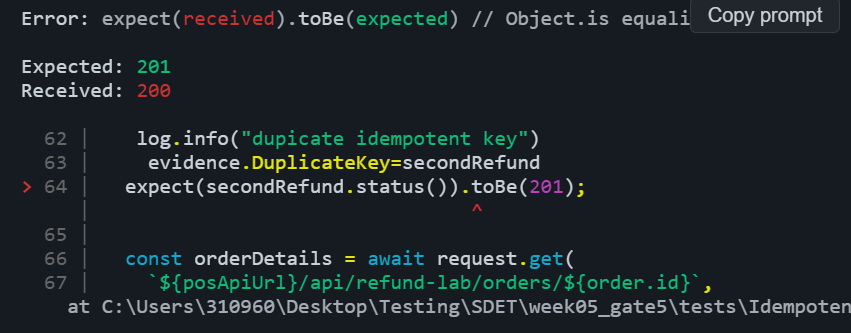 Error: expect(received).toBe(expected) // Object.is equali
Copy prompt
Expected: 201
Received: 200
62 |     log.info("dupicate idempotent key")
63 |      evidence.DuplicateKey=secondRefund
> 64 |   expect(secondRefund.status()).toBe(201);
|                                 ^
65 |
66 |   const orderDetails = await request.get(
67 |     `${posApiUrl}/api/refund-lab/orders/${order.id}`,
at C:\Users\310960\Desktop\Testing\SDET\week05_gate5\tests\Idempoten